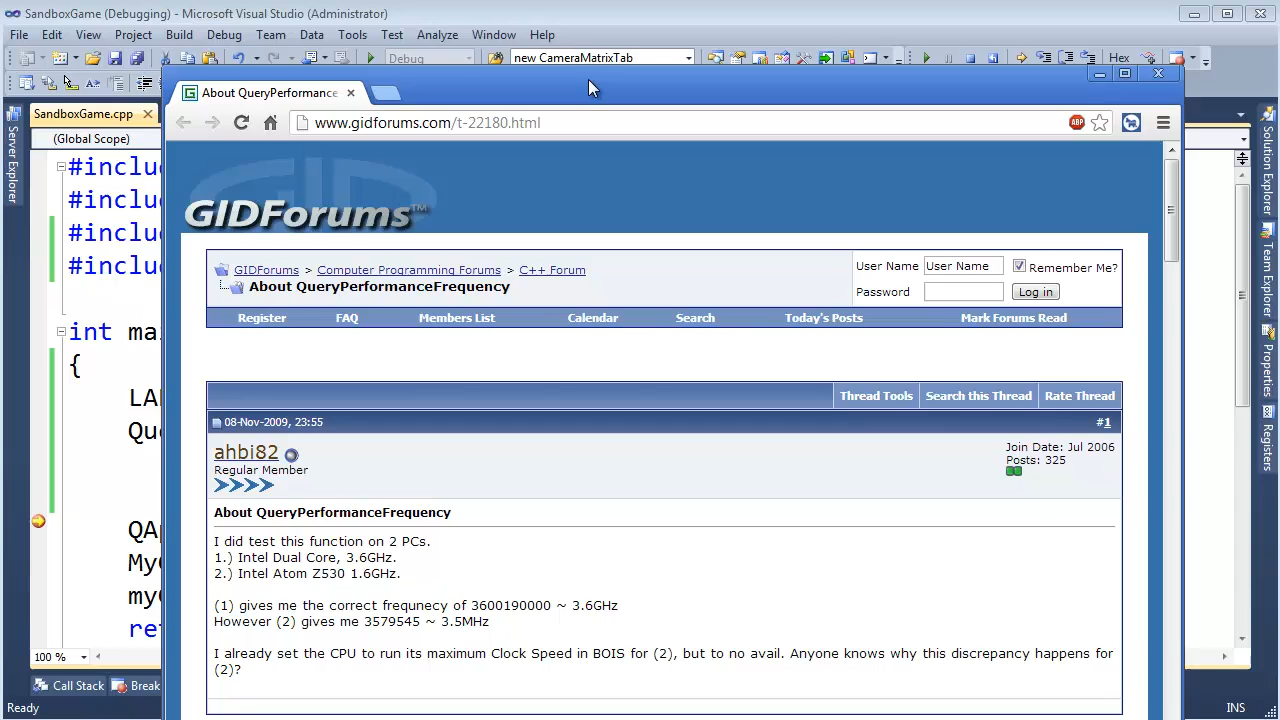 SandboxGame (Debugging) - Microsoft Visual Studio (Administrator)
File Edit View Project Build Debug Team Data Tools Test Analyze Window Help
Debug new CameraMatrixTab Hex
About QueryPerformance
SandboxGame.cpp
www.gidforums.com/t-22180.html
(Global Scope)
Server Explorer
Solution Explorer
Team Explorer
Properties
Registers
#inclu
#inclu
#inclu
#inclu
int mai
{
LAR
Que
QAp
MyG
myG
ret
GIDForums™
GIDForums > Computer Programming Forums > C++ Forum
About QueryPerformanceFrequency
User Name User Name Remember Me?
Password Log in
Register FAQ Members List Calendar Search Today's Posts Mark Forums Read
Thread Tools Search this Thread Rate Thread
08-Nov-2009, 23:55 #1
ahbi82
Regular Member
Join Date: Jul 2006
Posts: 325
About QueryPerformanceFrequency
I did test this function on 2 PCs.
1.) Intel Dual Core, 3.6GHz.
2.) Intel Atom Z530 1.6GHz.
(1) gives me the correct frequnecy of 3600190000 ~ 3.6GHz
However (2) gives me 3579545 ~ 3.5MHz
I already set the CPU to run its maximum Clock Speed in BOIS for (2), but to no avail. Anyone knows why this discrepancy happens for
(2)?
100 %
Call Stack Break
Ready INS